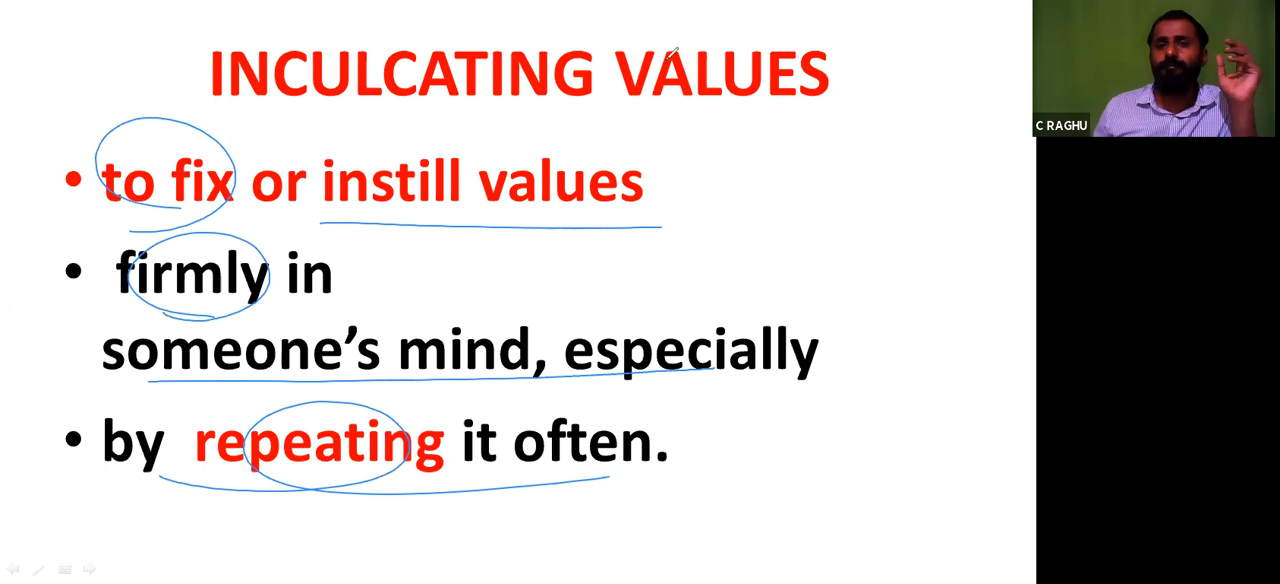 INCULCATING VALUES
• to fix or instill values
• firmly in
someone’s mind, especially
• by repeating it often.
C RAGHU